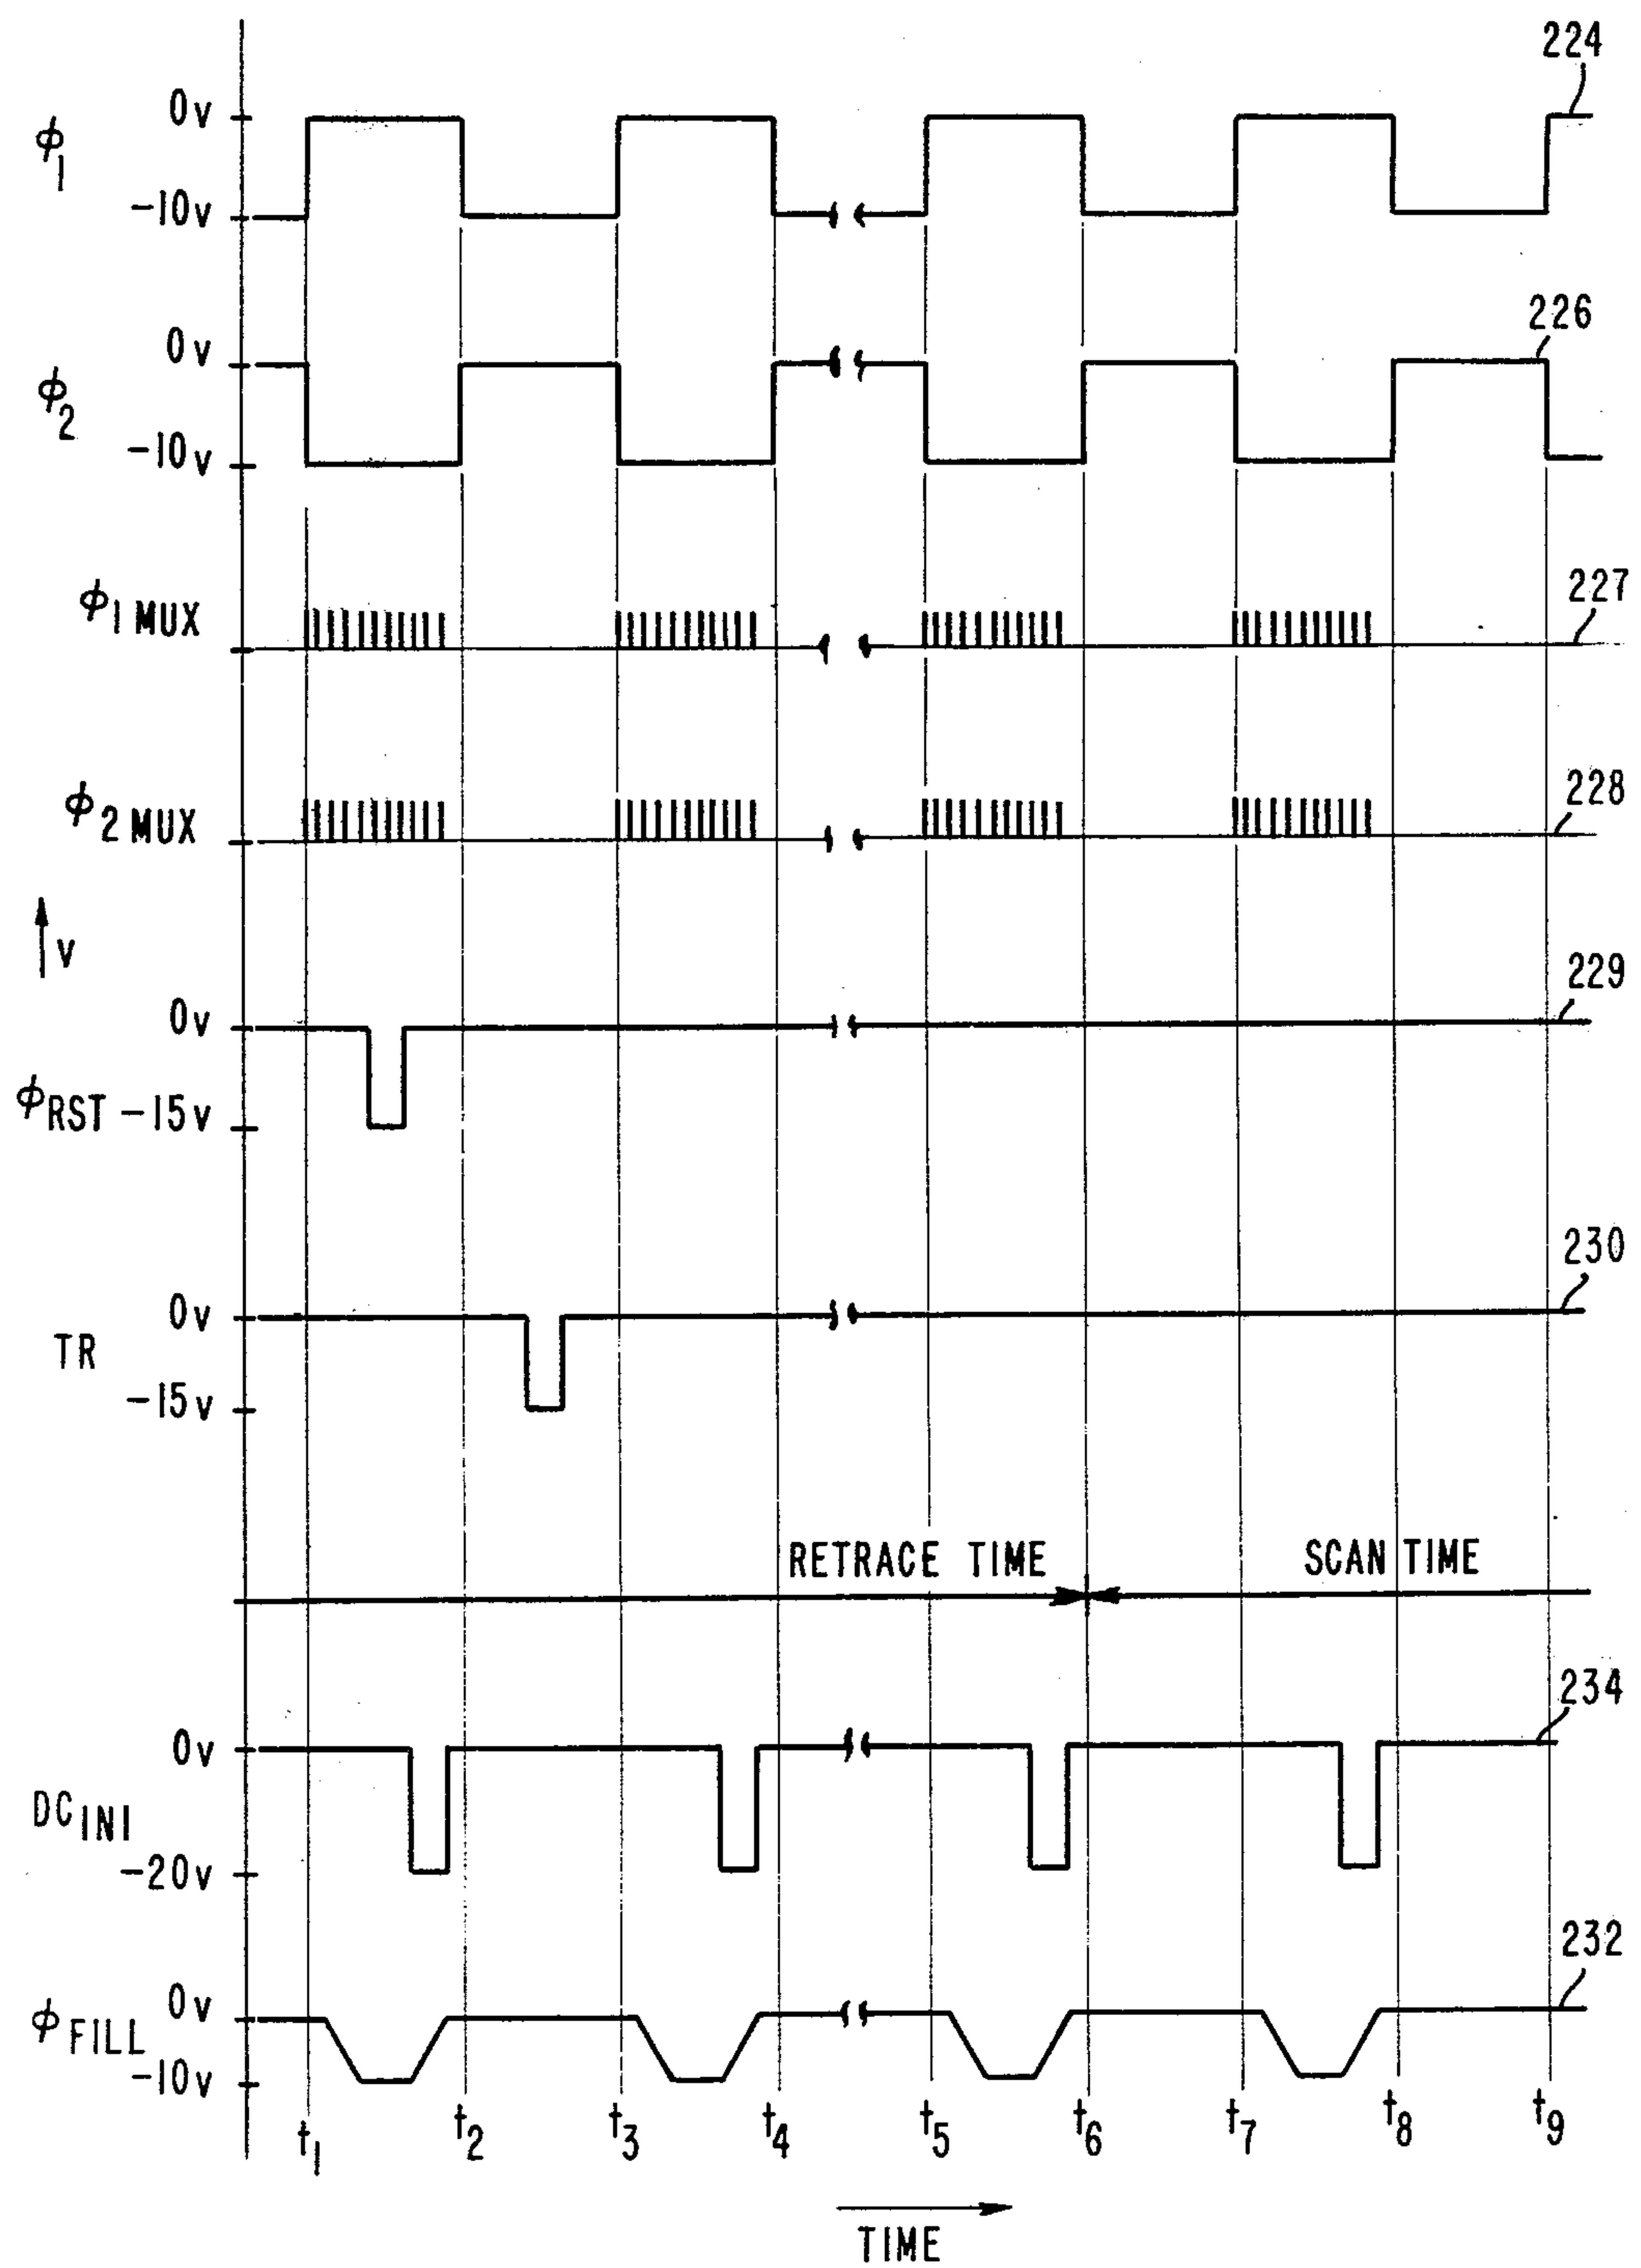 224
0v
ϕ1
-10v
226
0v
ϕ2
-10v
227
ϕ1 MUX
228
ϕ2 MUX
V
229
0v
ϕRST -15v
230
0v
TR
-15v
RETRACE TIME SCAN TIME
234
0v
DCINI
-20v
232
0v
ϕFILL
-10v
t1 t2 t3 t4 t5 t6 t7 t8 t9
TIME